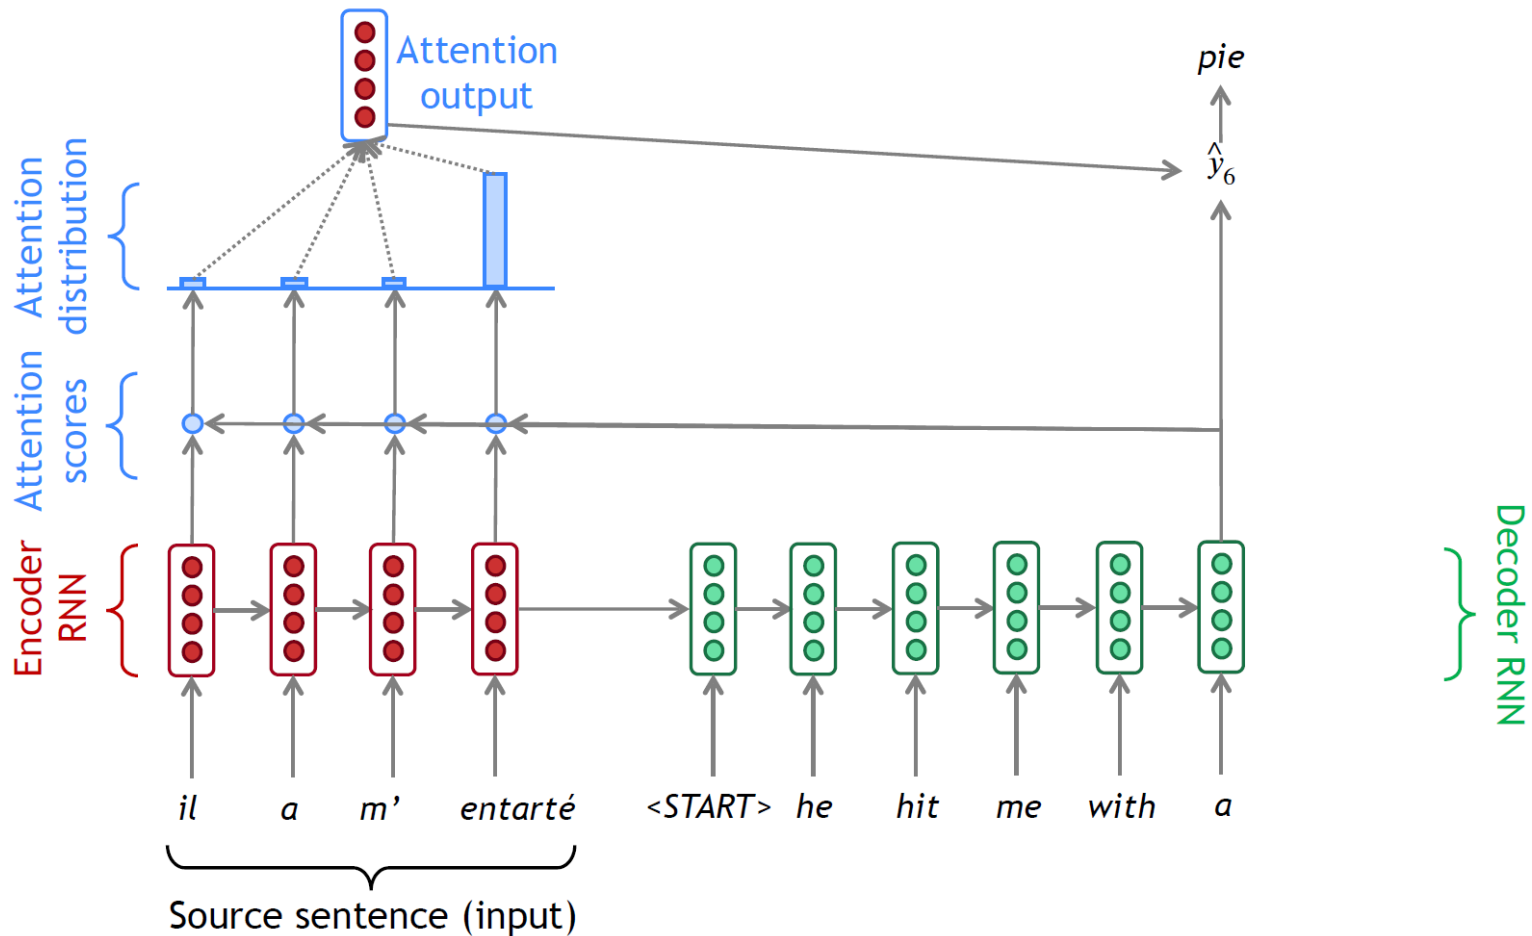 Attention
output
pie
ŷ6
Attention
distribution
Attention
scores
Encoder
RNN
Decoder RNN
il a m’ entarté <START> he hit me with a
Source sentence (input)